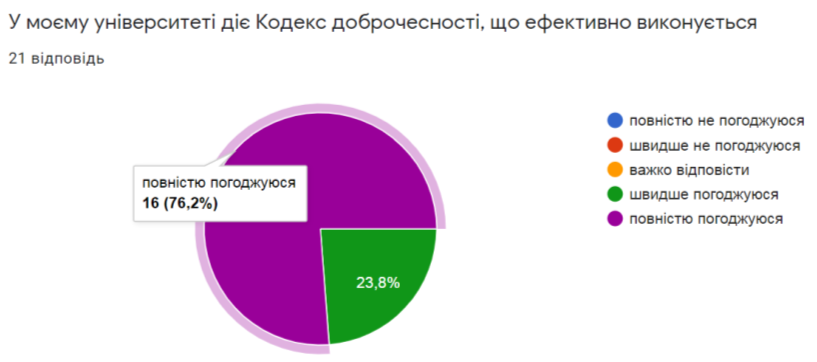 У моєму університеті діє Кодекс доброчесності, що ефективно виконується
21 відповідь
повністю не погоджуюся
швидше не погоджуюся
важко відповісти
швидше погоджуюся
повністю погоджуюся
повністю погоджуюся
16 (76,2%)
23,8%